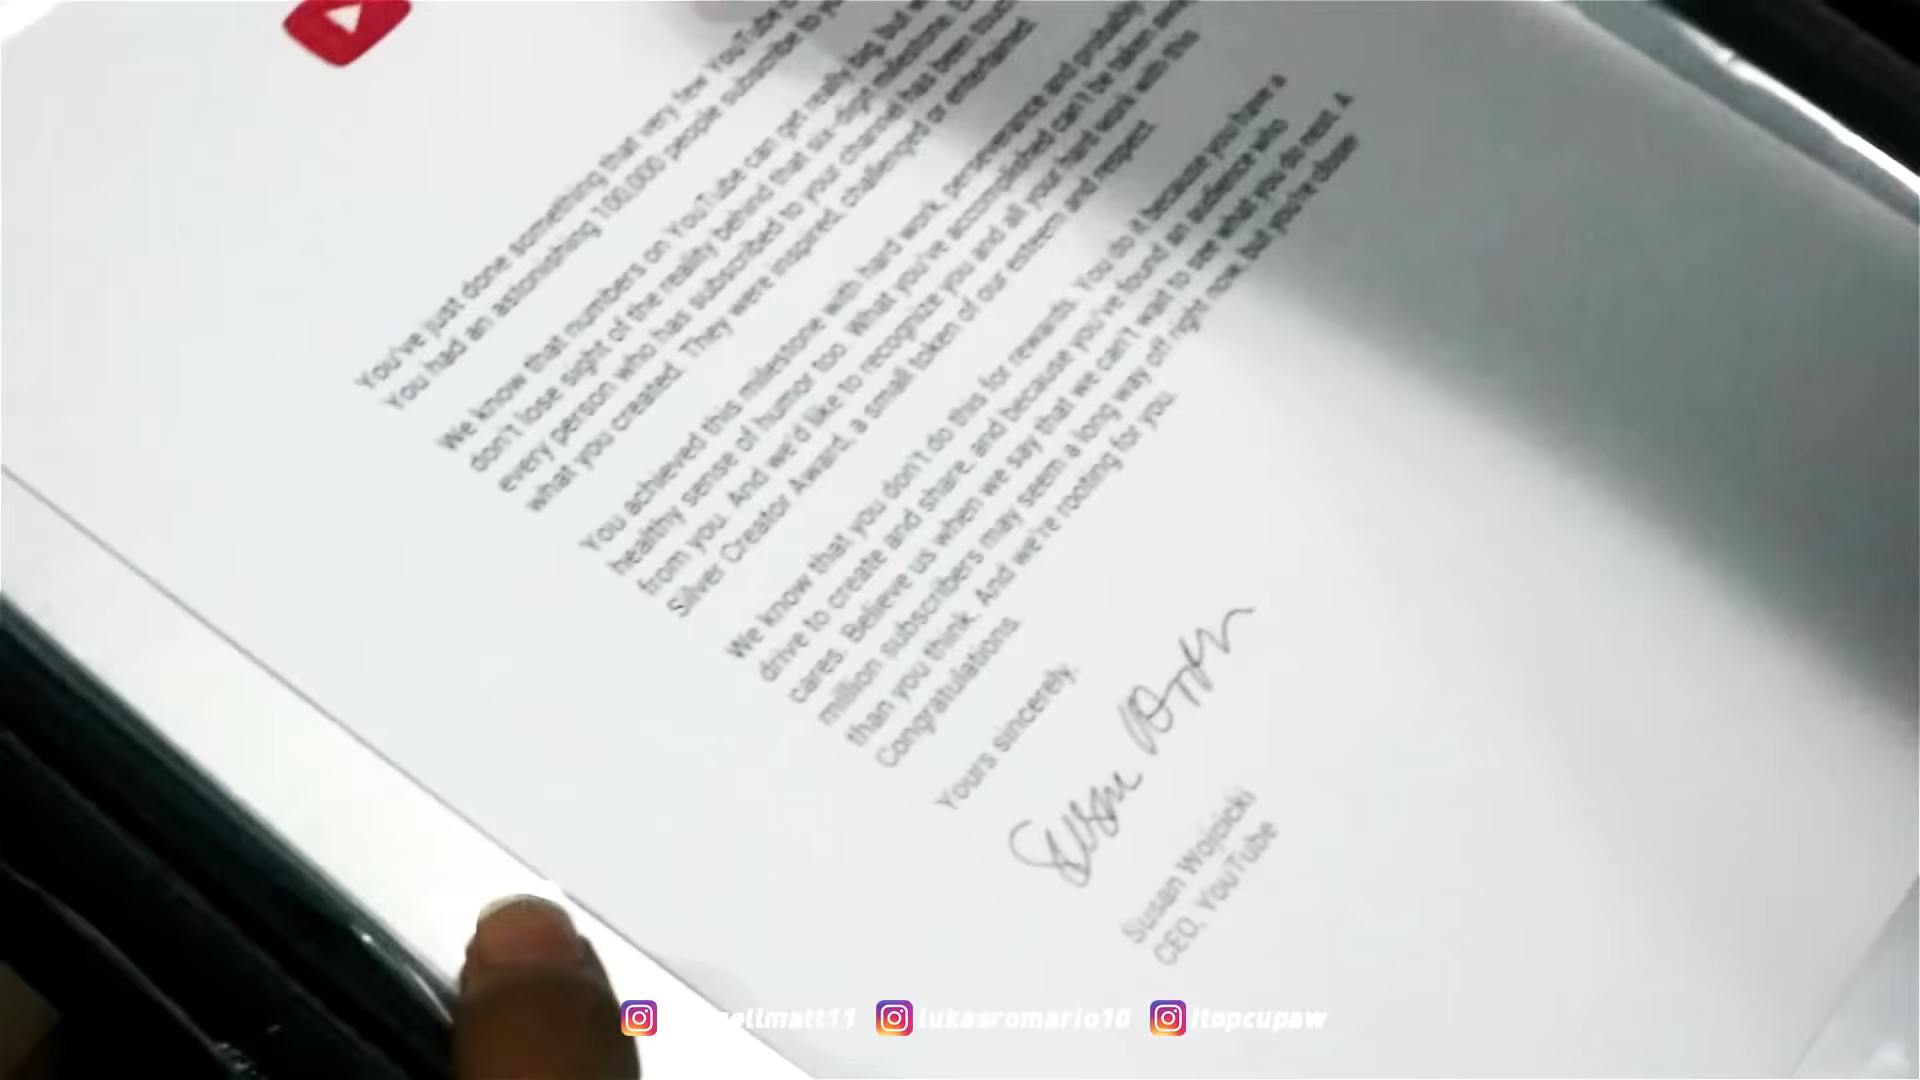 You've just done something that very few YouTube
You had an astonishing 100,000 people subscribe to
We know that numbers on YouTube can get really big but
don't lose sight of the reality behind that six-digit milestone.
every person who has subscribed to your channel has been
what you created. They were inspired, challenged or entertained.
You achieved this milestone with hard work, perseverance and probably
healthy sense of humor too. What you've accomplished can't be taken
from you. And we'd like to recognize you and all your hard work with this
Silver Creator Award, a small token of our esteem and respect.
We know that you don't do this for rewards. You do it because you have a
drive to create and share, and because you've found an audience who
cares. Believe us when we say that we can't wait to see what you do next. A
million subscribers may seem a long way off right now, but you're closer
than you think. And we're rooting for you.
Congratulations.
Yours sincerely,
Susan Wojcicki
CEO, YouTube
lukasromario10